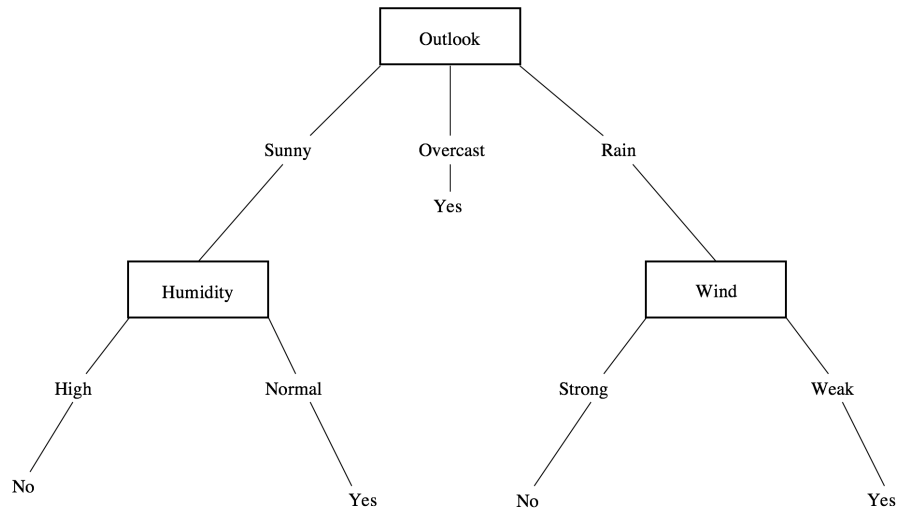 Outlook
Sunny
Overcast
Rain
Yes
Humidity
Wind
High
Normal
Strong
Weak
No
Yes
No
Yes